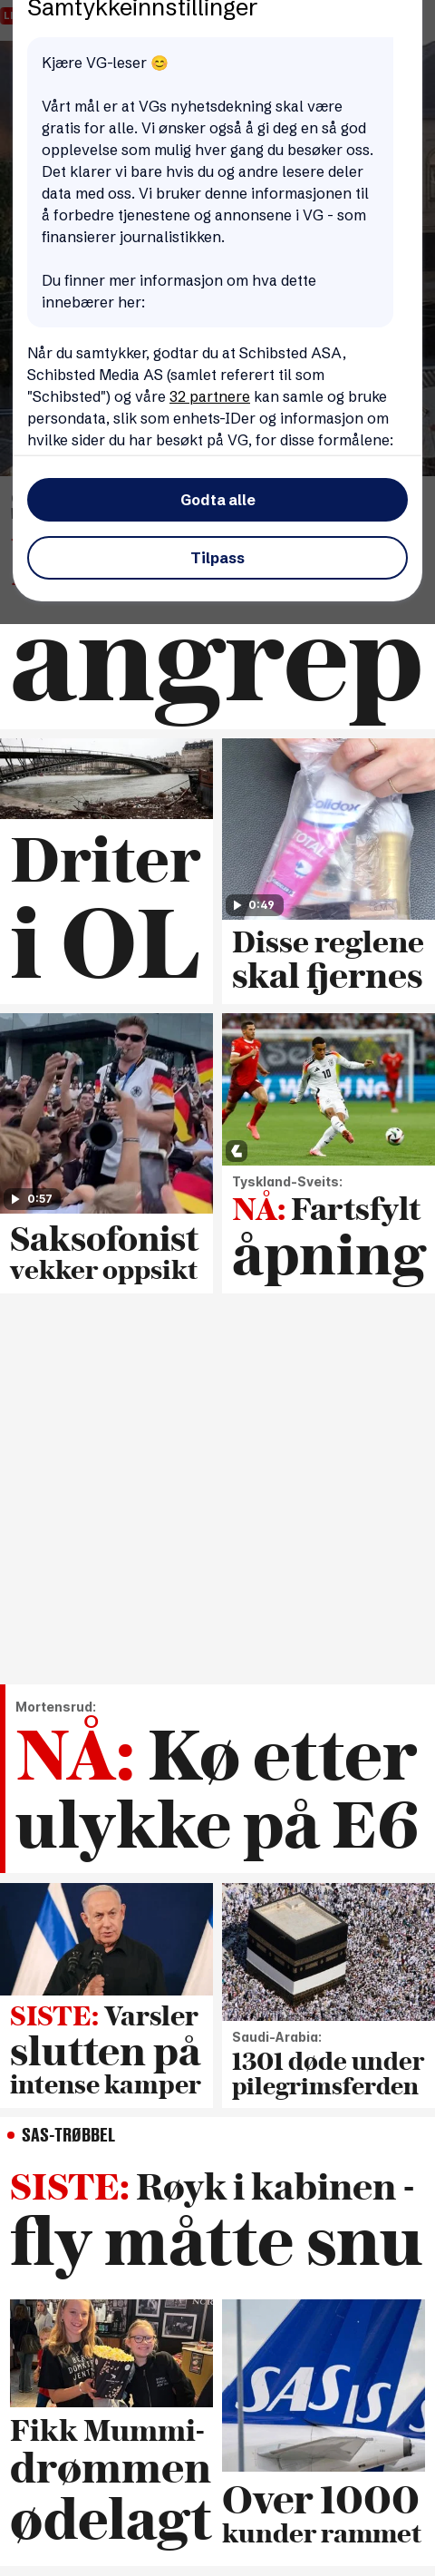 Samtykkeinnstillinger
Kjære VG-leser 😊
Vårt mål er at VGs nyhetsdekning skal være
gratis for alle. Vi ønsker også å gi deg en så god
opplevelse som mulig hver gang du besøker oss.
Det klarer vi bare hvis du og andre lesere deler
data med oss. Vi bruker denne informasjonen til
å forbedre tjenestene og annonsene i VG - som
finansierer journalistikken.
Du finner mer informasjon om hva dette
innebærer her:
Når du samtykker, godtar du at Schibsted ASA,
Schibsted Media AS (samlet referert til som
"Schibsted") og våre 32 partnere kan samle og bruke
persondata, slik som enhets-IDer og informasjon om
hvilke sider du har besøkt på VG, for disse formålene:
Godta alle
Tilpass
angrep
Driter
i OL
TOTAL
0:49
Disse reglene
skal fjernes
0:57
Saksofonist
vekker oppsikt
10
Tyskland-Sveits:
NÅ: Fartsfylt
åpning
Mortensrud:
NÅ: Kø etter
ulykke på E6
SISTE: Varsler
slutten på
intense kamper
Saudi-Arabia:
1301 døde under
pilegrimsferden
SAS-TRØBBEL
SISTE: Røyk i kabinen -
fly måtte snu
Fikk Mummi-
drømmen
ødelagt
SAS
Over 1000
kunder rammet